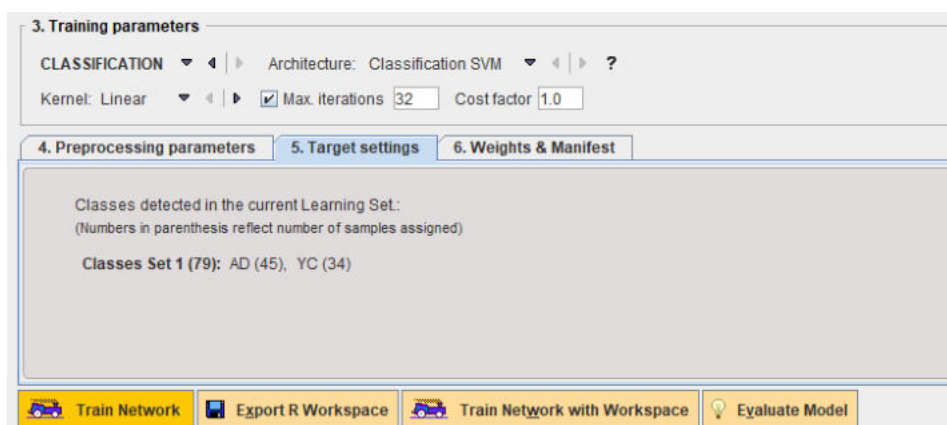 3. Training parameters
CLASSIFICATION Architecture: Classification SVM ?
Kernel: Linear Max. iterations 32 Cost factor 1.0
4. Preprocessing parameters 5. Target settings 6. Weights & Manifest
Classes detected in the current Learning Set.:
(Numbers in parenthesis reflect number of samples assigned)
Classes Set 1 (79): AD (45), YC (34)
Train Network Export R Workspace Train Network with Workspace Evaluate Model